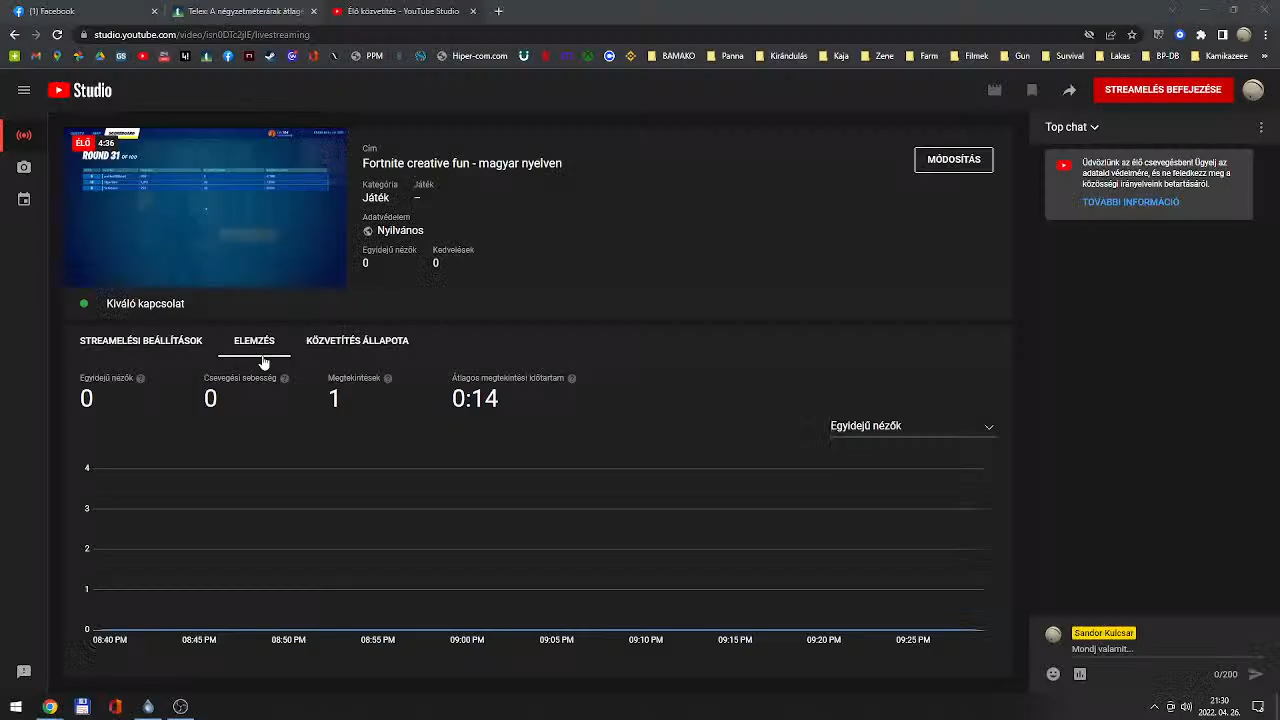 (1) Facebook
Telex: A négyzetméterárak átlago
Élő közvetítés - YouTube Studio
studio.youtube.com/video/
/livestreaming
PPM
Hiper-com.com
BAMAKO
Panna
Kirándulás
Kaja
Zene
Farm
Filmek
Gun
Survival
Lakas
BP-DB
Kamikazeee
Studio
STREAMELÉS BEFEJEZÉSE
SCOREBOARD
ÉLŐ 4:36
ROUND 31 OF 100
Cím
Fortnite creative fun - magyar nyelven
MÓDOSÍTÁS
Kategória
Játék
Játék
–
Adatvédelem
Nyilvános
Egyidejű nézők
Kedvelések
0
0
Kiváló kapcsolat
STREAMELÉSI BEÁLLÍTÁSOK
ELEMZÉS
KÖZVETÍTÉS ÁLLAPOTA
Egyidejű nézők
Csevegési sebesség
Megtekintések
Átlagos megtekintési időtartam
0
0
1
0:14
Egyidejű nézők
4
3
2
1
0
08:40 PM
08:45 PM
08:50 PM
08:55 PM
09:00 PM
09:05 PM
09:10 PM
09:15 PM
09:20 PM
09:25 PM
Top chat
Üdvözlünk az élő csevegésben! Ügyelj
adataid védelmére, és ne feledkezz meg a
közösségi irányelvek betartásáról.
TOVÁBBI INFORMÁCIÓ
Sandor Kulcsar
Mondj valamit...
0/200
21:30
2022. 04. 26.